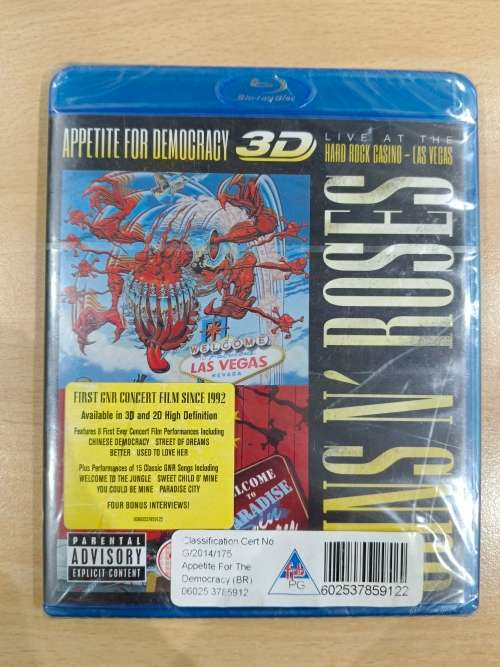 Blu-ray Disc
APPETITE FOR DEMOCRACY 3D
LIVE AT THE
HARD ROCK CASINO – LAS VEGAS
N' ROSES
WELCOME
LAS VEGAS
NEVADA
FIRST GNR CONCERT FILM SINCE 1992
Available in 3D and 2D High Definition
Features 8 First Ever Concert Film Performances Including
CHINESE DEMOCRACY STREET OF DREAMS
BETTER USED TO LOVE HER
Plus Performances of 15 Classic GNR Songs Including
WELCOME TO THE JUNGLE SWEET CHILD O' MINE
YOU COULD BE MINE PARADISE CITY
FOUR BONUS INTERVIEWS!
WELCOME
TO
PARADISE
PARENTAL
ADVISORY
EXPLICIT CONTENT
Classification Cert No
G/2014/175
Appetite For The
Democracy (BR)
06025 3785912
fpb
PG
602537859122